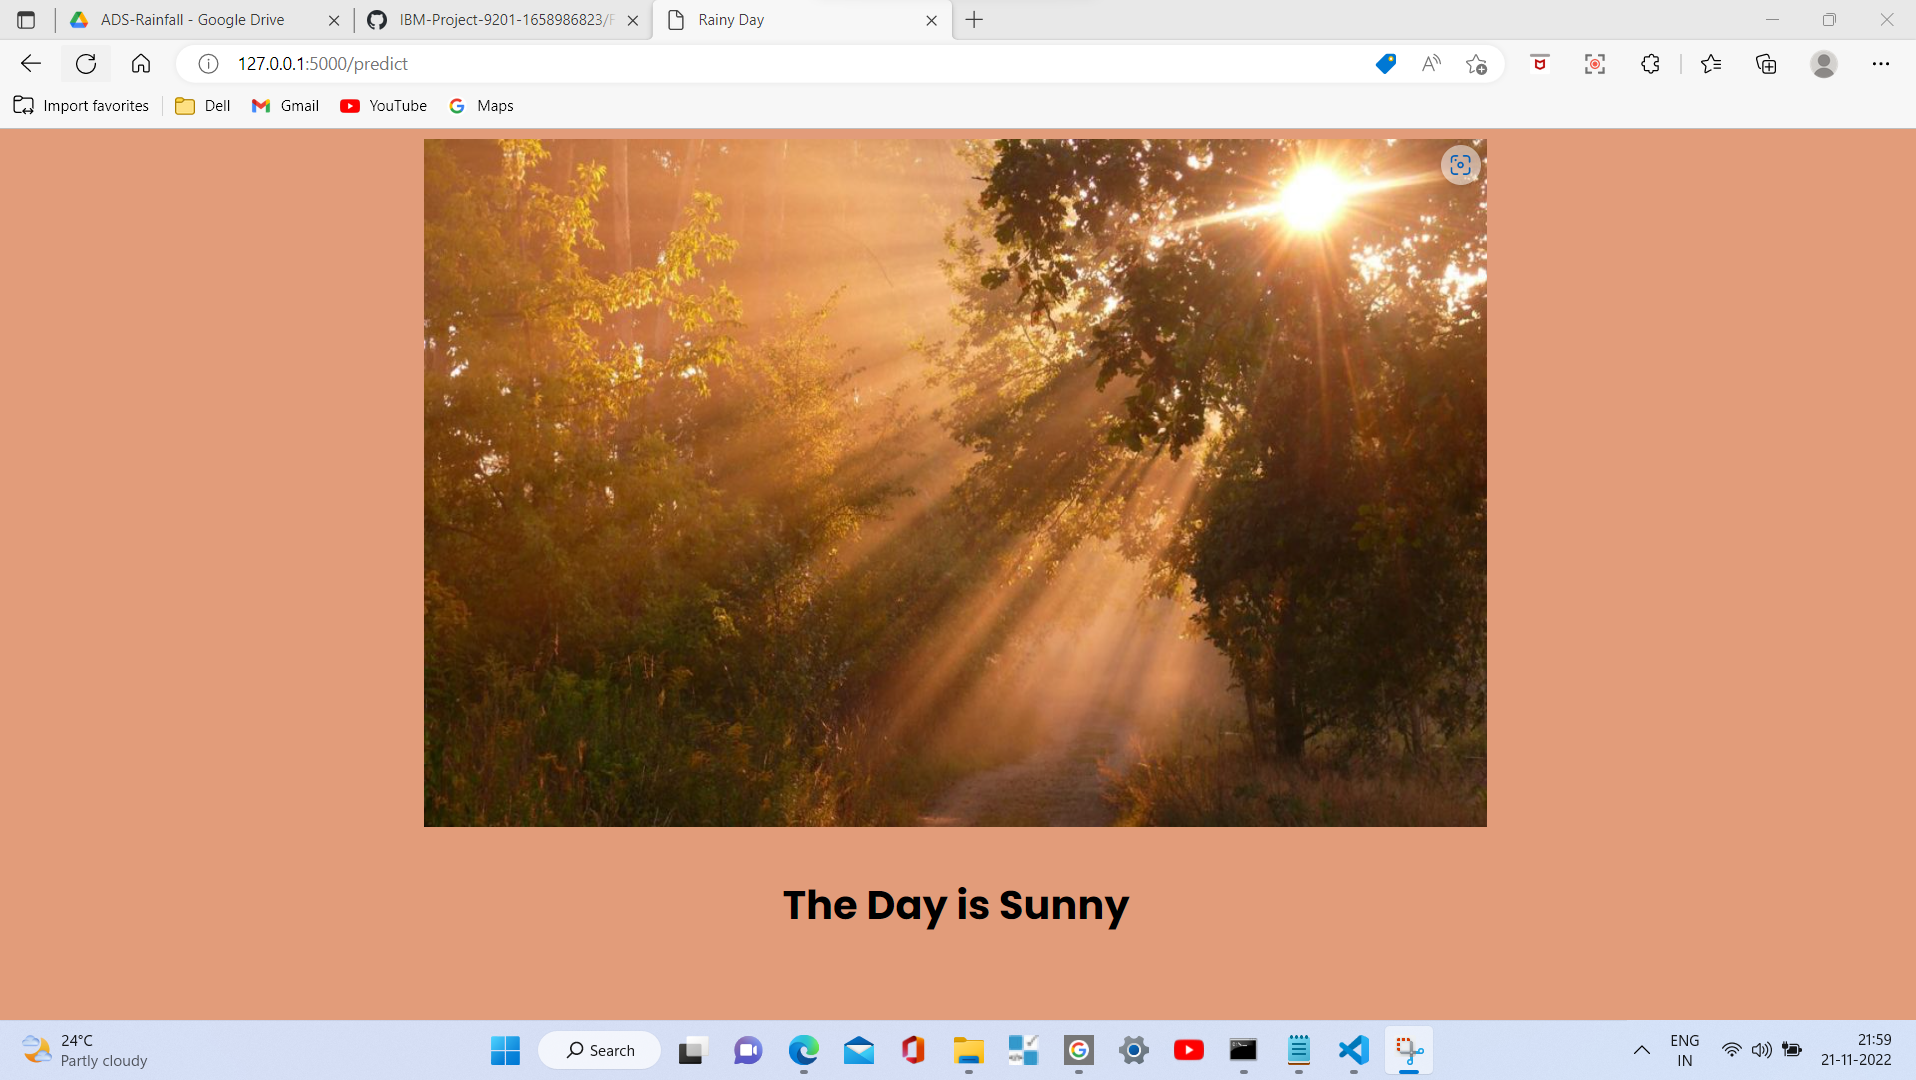 ADS-Rainfall - Google Drive
IBM-Project-9201-1658986823/F
Rainy Day
127.0.0.1:5000/predict
Import favorites
Dell
Gmail
YouTube
Maps
The Day is Sunny
24°C
Partly cloudy
Search
ENG
IN
21:59
21-11-2022